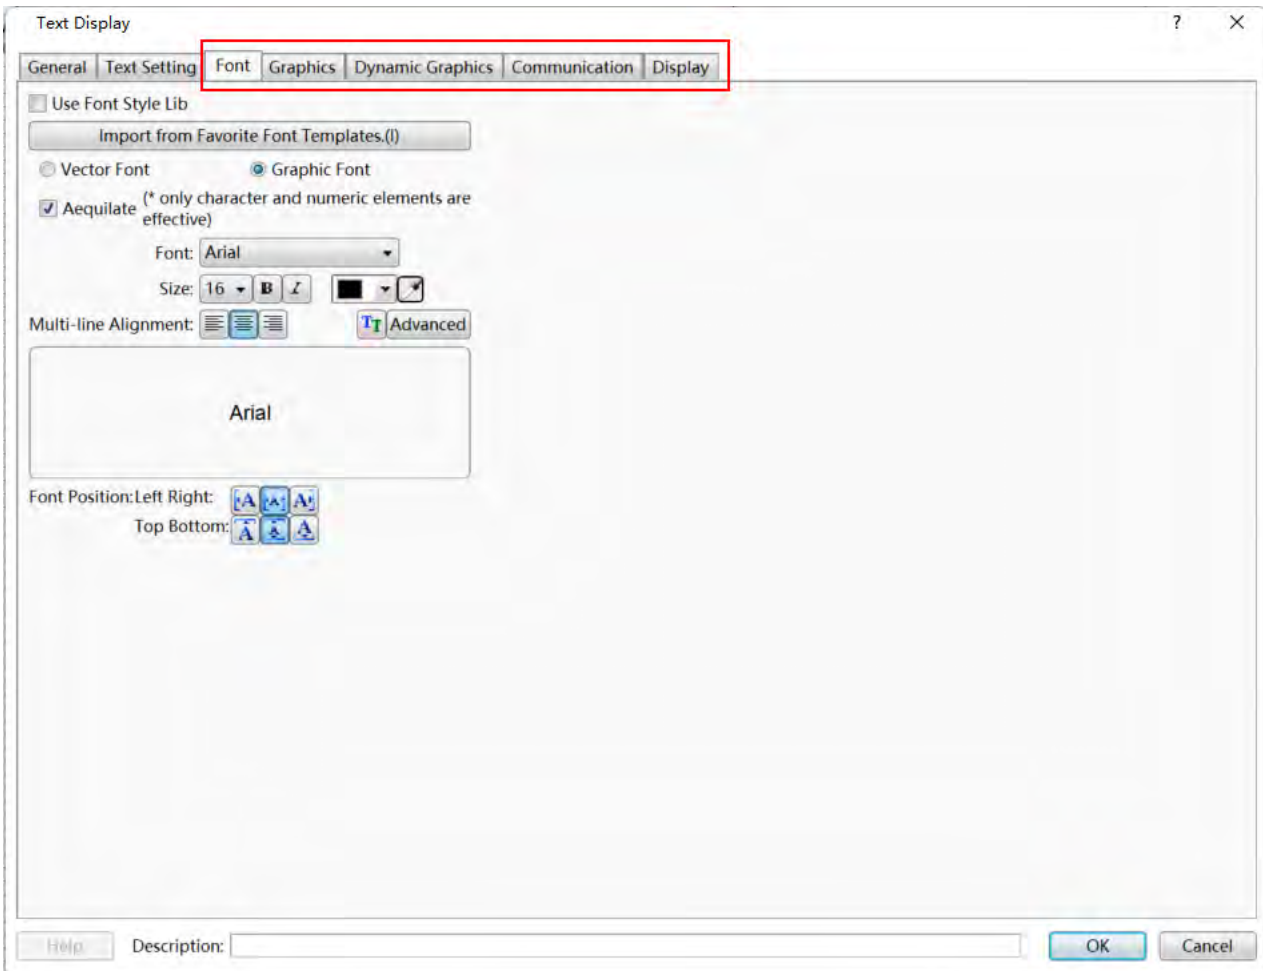 Text Display
General Text Setting Font Graphics Dynamic Graphics Communication Display
Use Font Style Lib
Import from Favorite Font Templates.(I)
Vector Font Graphic Font
Aequilate (* only character and numeric elements are
effective)
Font: Arial
Size: 16 B I
Multi-line Alignment: TT Advanced
Arial
Font Position:Left Right: A A A
Top Bottom: A A A
Help Description: OK Cancel